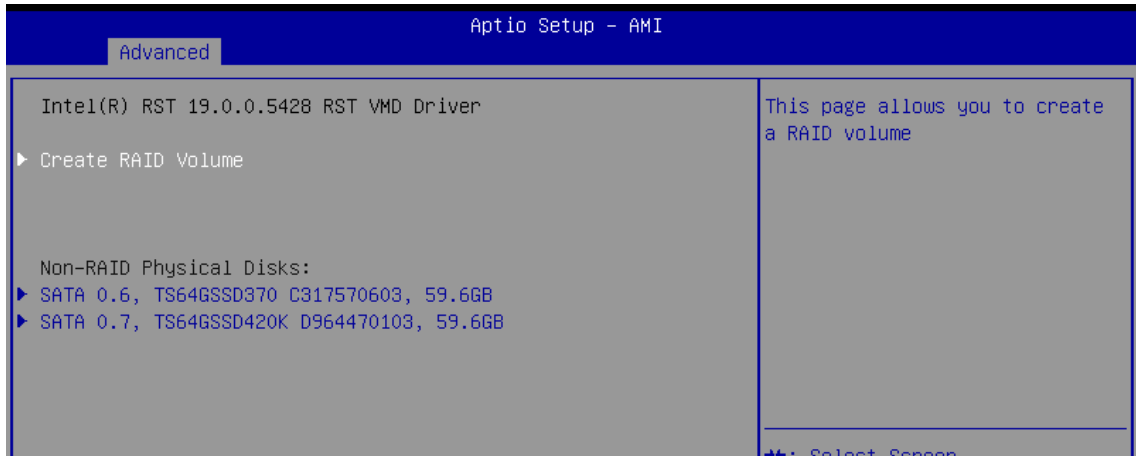 Aptio Setup - AMI
Advanced
Intel(R) RST 19.0.0.5428 RST VMD Driver
Create RAID Volume
Non-RAID Physical Disks:
SATA 0.6, TS64GSSD370 C317570603, 59.6GB
SATA 0.7, TS64GSSD420K D964470103, 59.6GB
This page allows you to create
a RAID volume
: Select Screen